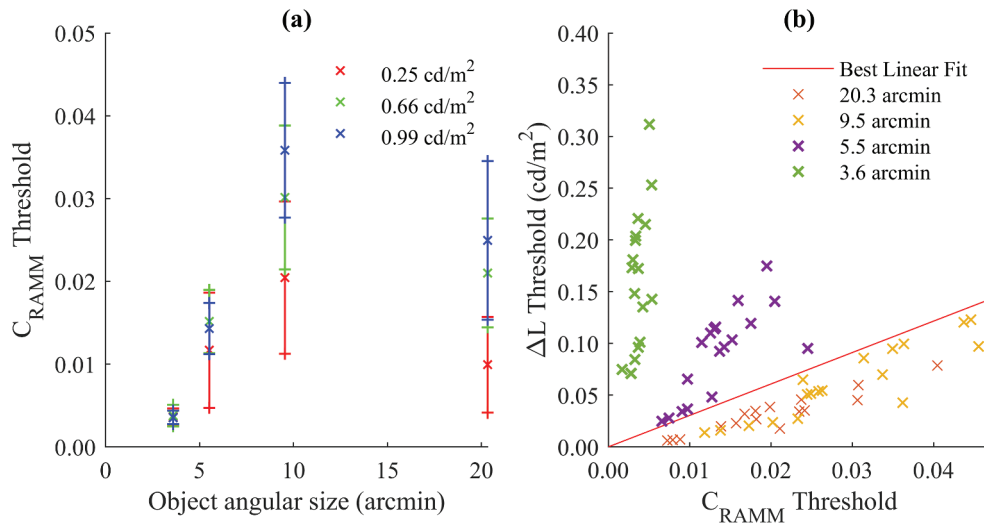 (a)
0.05
0.04
0.03
0.02
0.01
0.00
C_RAMM Threshold
0 5 10 15 20
Object angular size (arcmin)
0.25 cd/m²
0.66 cd/m²
0.99 cd/m²
(b)
0.40
0.35
0.30
0.25
0.20
0.15
0.10
0.05
0.00
ΔL Threshold (cd/m²)
0.00 0.01 0.02 0.03 0.04
C_RAMM Threshold
Best Linear Fit
20.3 arcmin
9.5 arcmin
5.5 arcmin
3.6 arcmin